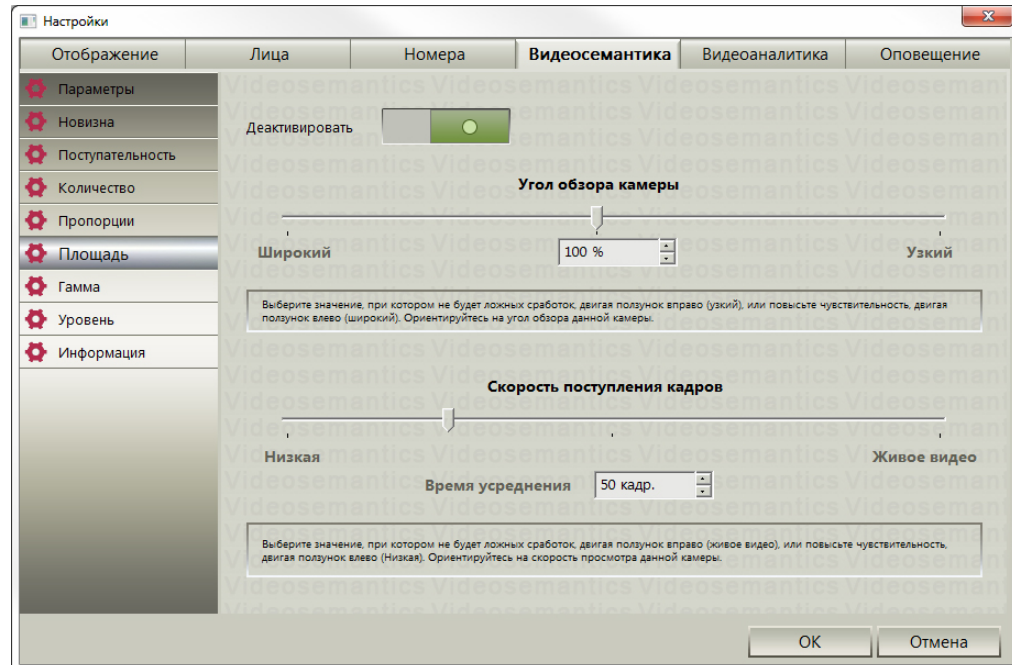 Настройки
Отображение
Лица
Номера
Видеосемантика
Видеоаналитика
Оповещение
Параметры
Новизна
Поступательность
Количество
Пропорции
Площадь
Гамма
Уровень
Информация
Деактивировать
Угол обзора камеры
Широкий
100 %
Узкий
Выберите значение, при котором не будет ложных сработок, двигая ползунок вправо (узкий), или повысьте чувствительность, двигая
ползунок влево (широкий). Ориентируйтесь на угол обзора данной камеры.
Скорость поступления кадров
Низкая
Живое видео
Время усреднения
50 кадр.
Выберите значение, при котором не будет ложных сработок, двигая ползунок вправо (живое видео), или повысьте чувствительность,
двигая ползунок влево (Низкая). Ориентируйтесь на скорость просмотра данной камеры.
OK
Отмена